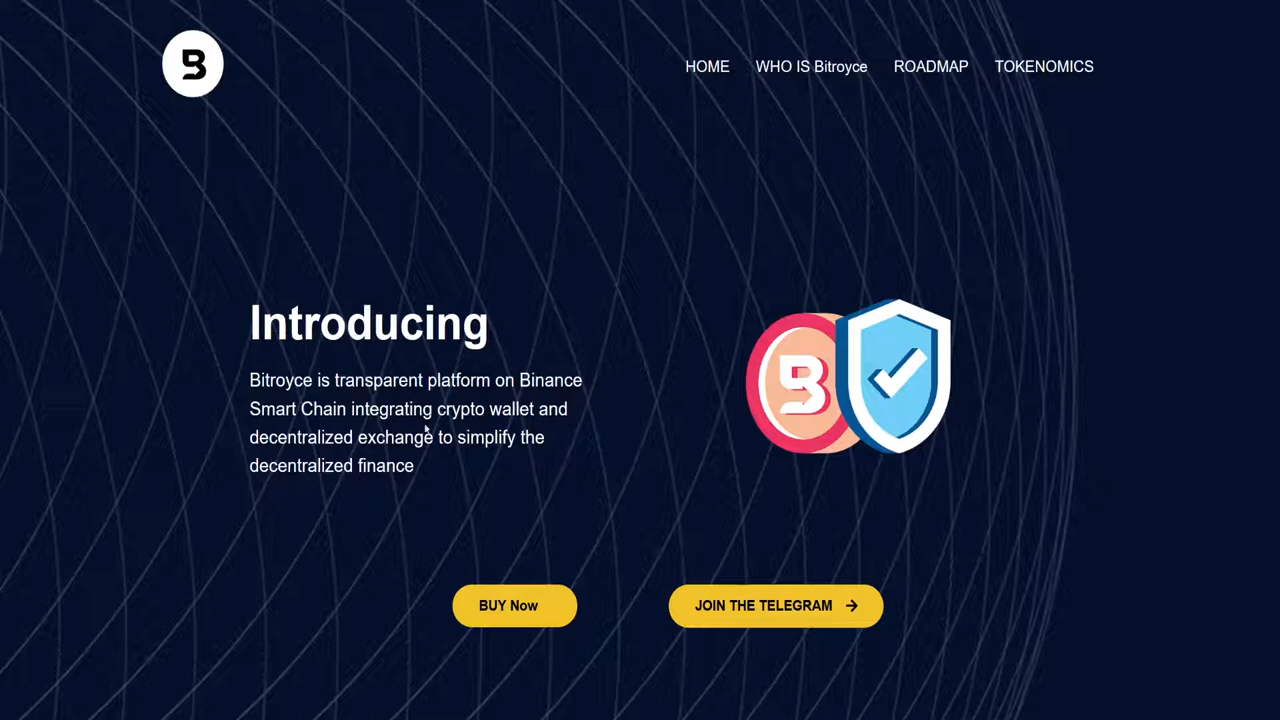 B
HOME WHO IS Bitroyce ROADMAP TOKENOMICS
Introducing
Bitroyce is transparent platform on Binance
Smart Chain integrating crypto wallet and
decentralized exchange to simplify the
decentralized finance
B
BUY Now
JOIN THE TELEGRAM →